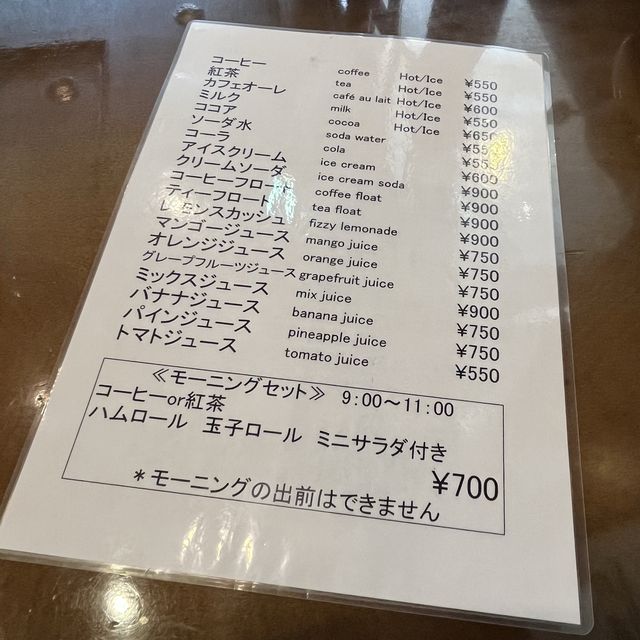 コーヒー coffee Hot/Ice ¥550
紅茶 tea Hot/Ice ¥550
カフェオーレ café au lait Hot/Ice ¥600
ミルク milk Hot/Ice ¥550
ココア cocoa Hot/Ice ¥650
ソーダ水 soda water
コーラ cola
アイスクリーム ice cream ¥600
クリームソーダ ice cream soda ¥900
コーヒーフロート coffee float ¥900
ティーフロート tea float ¥900
レモンスカッシュ fizzy lemonade ¥900
マンゴージュース mango juice ¥750
オレンジジュース orange juice ¥750
グレープフルーツジュース grapefruit juice ¥750
ミックスジュース mix juice ¥900
バナナジュース banana juice ¥750
パインジュース pineapple juice ¥750
トマトジュース tomato juice ¥550
≪モーニングセット≫ 9:00～11:00
コーヒーor紅茶
ハムロール 玉子ロール ミニサラダ付き
¥700
＊モーニングの出前はできません